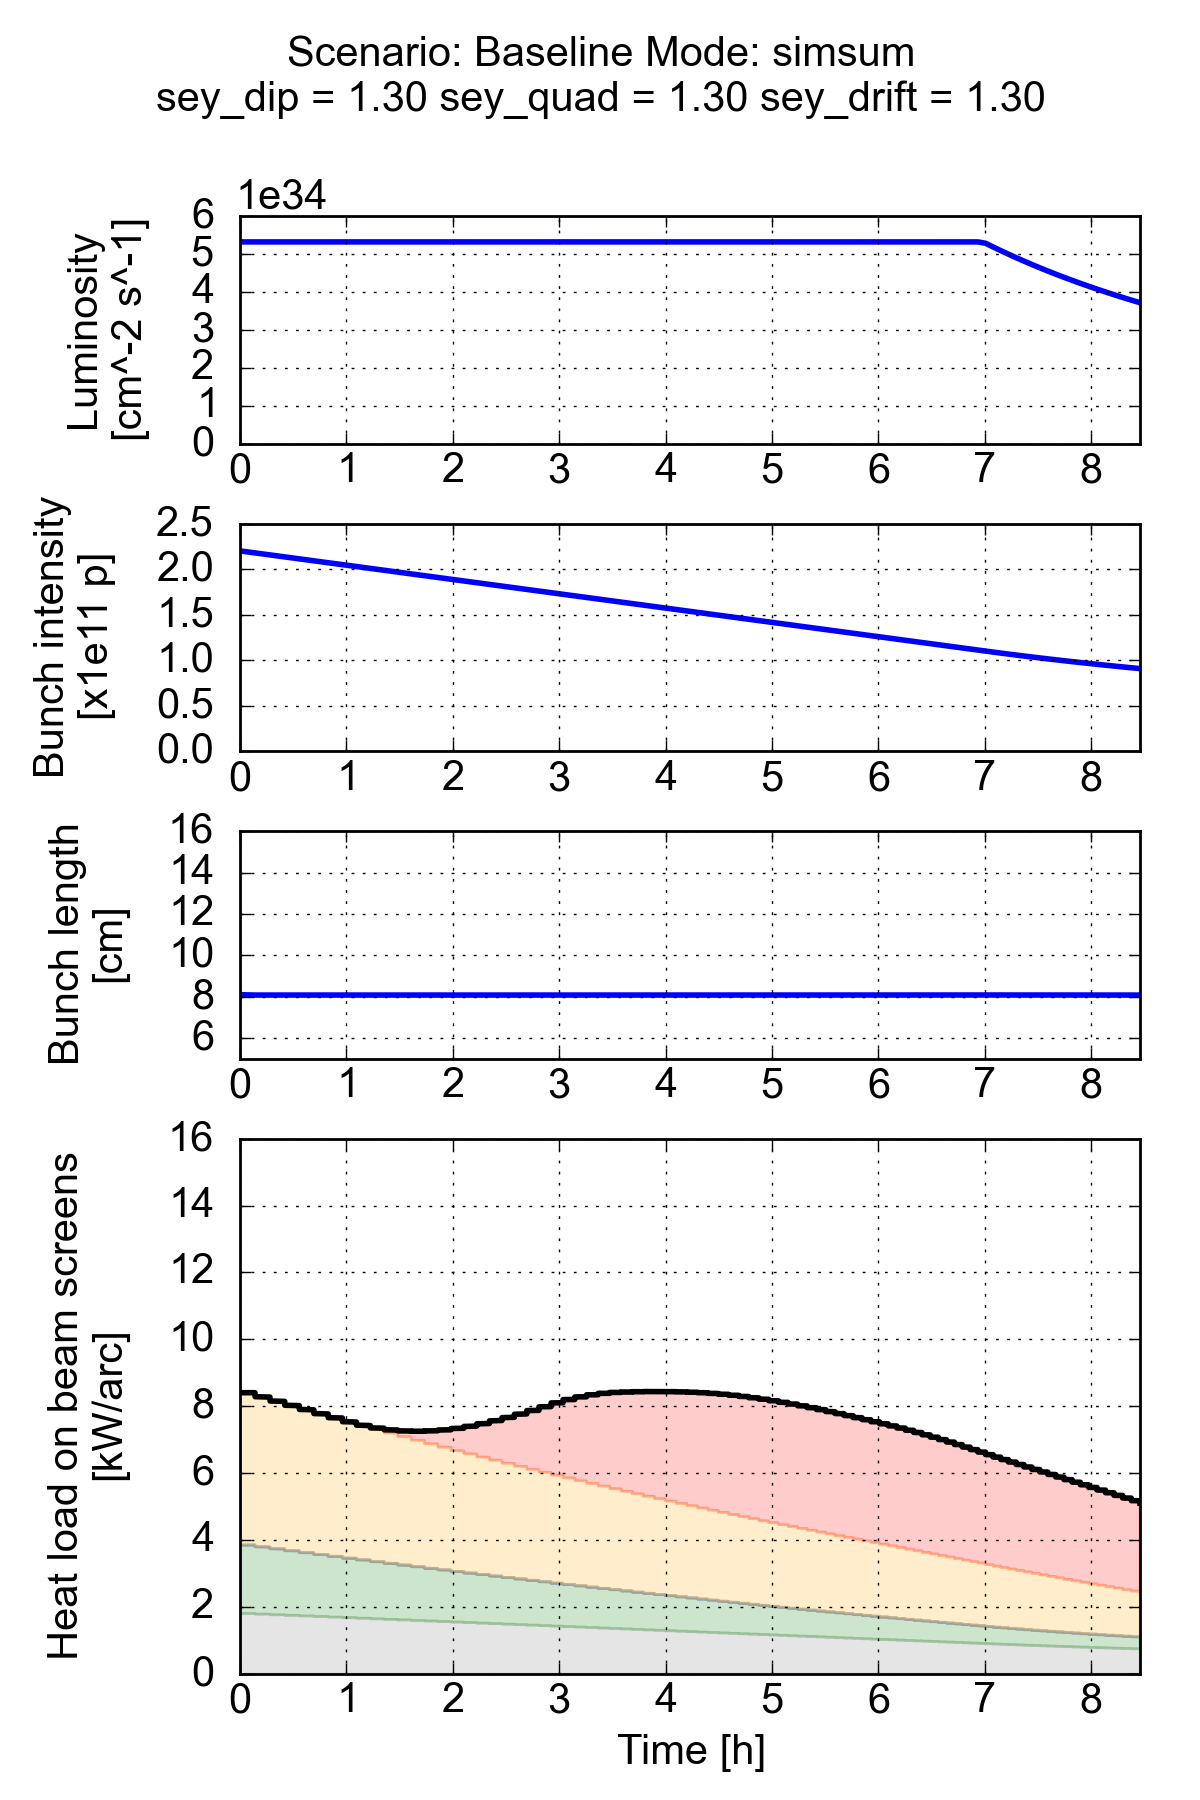 Scenario: Baseline Mode: simsum
sey_dip = 1.30 sey_quad = 1.30 sey_drift = 1.30
1e34
Luminosity
[cm^-2 s^-1]
6
5
4
3
2
1
0
0 1 2 3 4 5 6 7 8
Bunch intensity
[x1e11 p]
2.5
2.0
1.5
1.0
0.5
0.0
0 1 2 3 4 5 6 7 8
Bunch length
[cm]
16
14
12
10
8
6
0 1 2 3 4 5 6 7 8
Heat load on beam screens
[kW/arc]
16
14
12
10
8
6
4
2
0
0 1 2 3 4 5 6 7 8
Time [h]